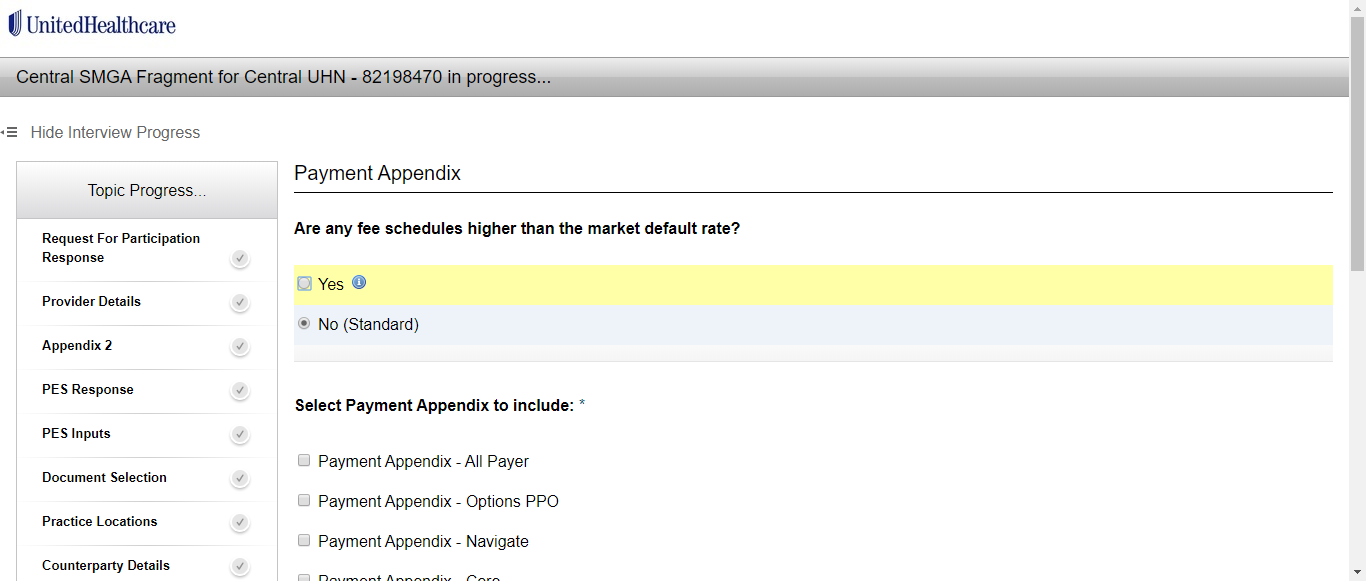 UnitedHealthcare
Central SMGA Fragment for Central UHN - 82198470 in progress...
Hide Interview Progress
Topic Progress...
Request For Participation
Response
Provider Details
Appendix 2
PES Response
PES Inputs
Document Selection
Practice Locations
Counterparty Details
Payment Appendix
Are any fee schedules higher than the market default rate?
Yes
No (Standard)
Select Payment Appendix to include: *
Payment Appendix - All Payer
Payment Appendix - Options PPO
Payment Appendix - Navigate
Payment Appendix - Core